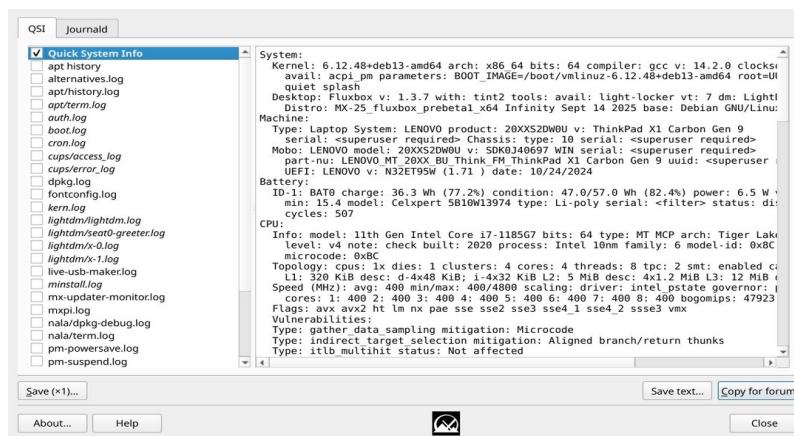 QSI
Journald
Quick System Info
apt history
alternatives.log
apt/history.log
apt/term.log
auth.log
boot.log
cron.log
cups/access_log
cups/error_log
dpkg.log
fontconfig.log
kern.log
lightdm/lightdm.log
lightdm/seat0-greeter.log
lightdm/x-0.log
lightdm/x-1.log
live-usb-maker.log
minstall.log
mx-updater-monitor.log
mxpi.log
nala/dpkg-debug.log
nala/term.log
pm-powersave.log
pm-suspend.log
System:
Kernel: 6.12.48+deb13-amd64 arch: x86_64 bits: 64 compiler: gcc v: 14.2.0 clocks
avail: acpi_pm parameters: BOOT_IMAGE=/boot/vmlinuz-6.12.48+deb13-amd64 root=U
quiet splash
Desktop: Fluxbox v: 1.3.7 with: tint2 tools: avail: light-locker vt: 7 dm: Light
Distro: MX-25_fluxbox_prebeta1_x64 Infinity Sept 14 2025 base: Debian GNU/Linu
Machine:
Type: Laptop System: LENOVO product: 20XXS2DW0U v: ThinkPad X1 Carbon Gen 9
serial: <superuser required> Chassis: type: 10 serial: <superuser required>
Mobo: LENOVO model: 20XXS2DW0U v: SDK0J40697 WIN serial: <superuser required>
part-nu: LENOVO_MT_20XX_BU_Think_FM_ThinkPad X1 Carbon Gen 9 uuid: <superuser
UEFI: LENOVO v: N32ET95W (1.71 ) date: 10/24/2024
Battery:
ID-1: BAT0 charge: 36.3 Wh (77.2%) condition: 47.0/57.0 Wh (82.4%) power: 6.5 W
min: 15.4 model: Celxpert 5B10W13974 type: Li-poly serial: <filter> status: di
cycles: 507
CPU:
Info: model: 11th Gen Intel Core i7-1185G7 bits: 64 type: MT MCP arch: Tiger Lak
level: v4 note: check built: 2020 process: Intel 10nm family: 6 model-id: 0x8C
microcode: 0xBC
Topology: cpus: 1x dies: 1 clusters: 4 cores: 4 threads: 8 tpc: 2 smt: enabled c
L1: 320 KiB desc: d-4x48 KiB; i-4x32 KiB L2: 5 MiB desc: 4x1.2 MiB L3: 12 MiB
Speed (MHz): avg: 400 min/max: 400/4800 scaling: driver: intel_pstate governor:
cores: 1: 400 2: 400 3: 400 4: 400 5: 400 6: 400 7: 400 8: 400 bogomips: 47923
Flags: avx avx2 ht lm nx pae sse sse2 sse3 sse4_1 sse4_2 ssse3 vmx
Vulnerabilities:
Type: gather_data_sampling mitigation: Microcode
Type: indirect_target_selection mitigation: Aligned branch/return thunks
Type: itlb_multihit status: Not affected
Save (×1)...
Save text...
Copy for forum
About...
Help
Close